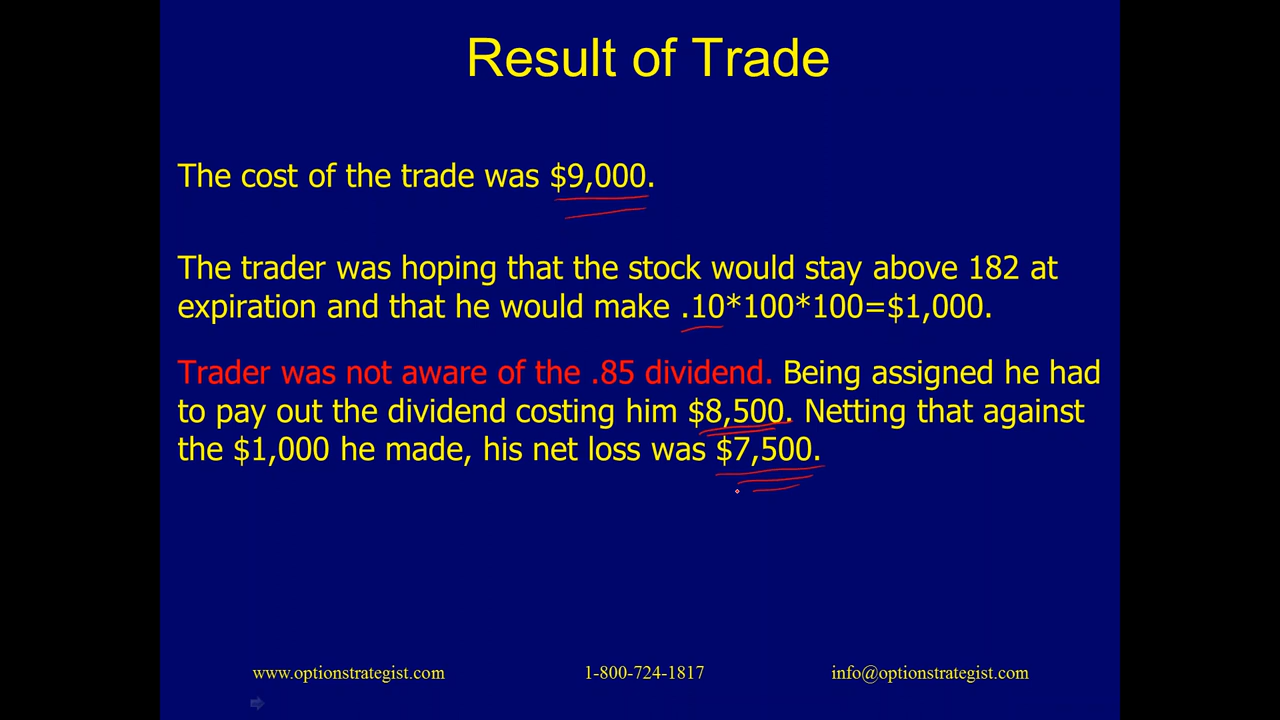 Result of Trade
The cost of the trade was $9,000.
The trader was hoping that the stock would stay above 182 at
expiration and that he would make .10*100*100=$1,000.
Trader was not aware of the .85 dividend. Being assigned he had
to pay out the dividend costing him $8,500. Netting that against
the $1,000 he made, his net loss was $7,500.
www.optionstrategist.com 1-800-724-1817 info@optionstrategist.com